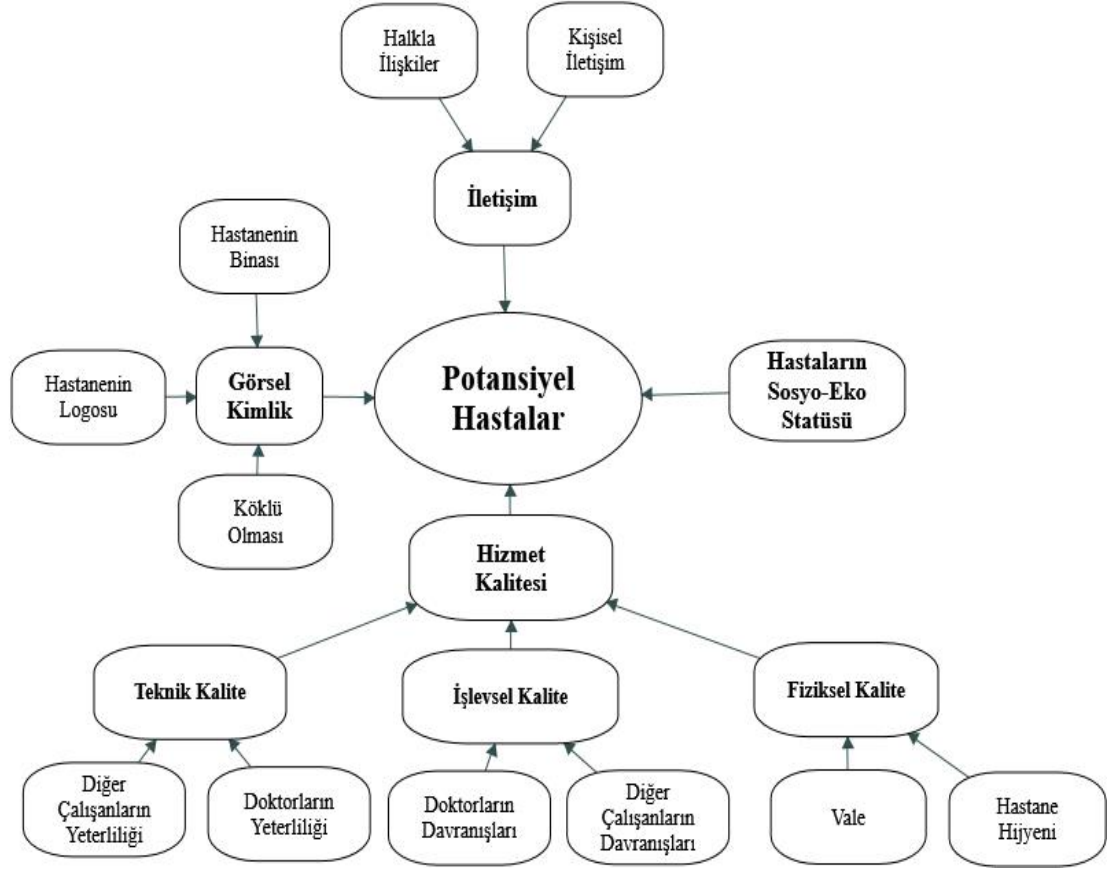 Halkla
İlişkiler
Kişisel
İletişim
İletişim
Hastanenin
Binası
Hastanenin
Logosu
Görsel
Kimlik
Köklü
Olması
Potansiyel
Hastalar
Hastaların
Sosyo-Eko
Statüsü
Hizmet
Kalitesi
Teknik Kalite
İşlevsel Kalite
Fiziksel Kalite
Diğer
Çalışanların
Yeterliliği
Doktorların
Yeterliliği
Doktorların
Davranışları
Diğer
Çalışanların
Davranışları
Vale
Hastane
Hijyeni